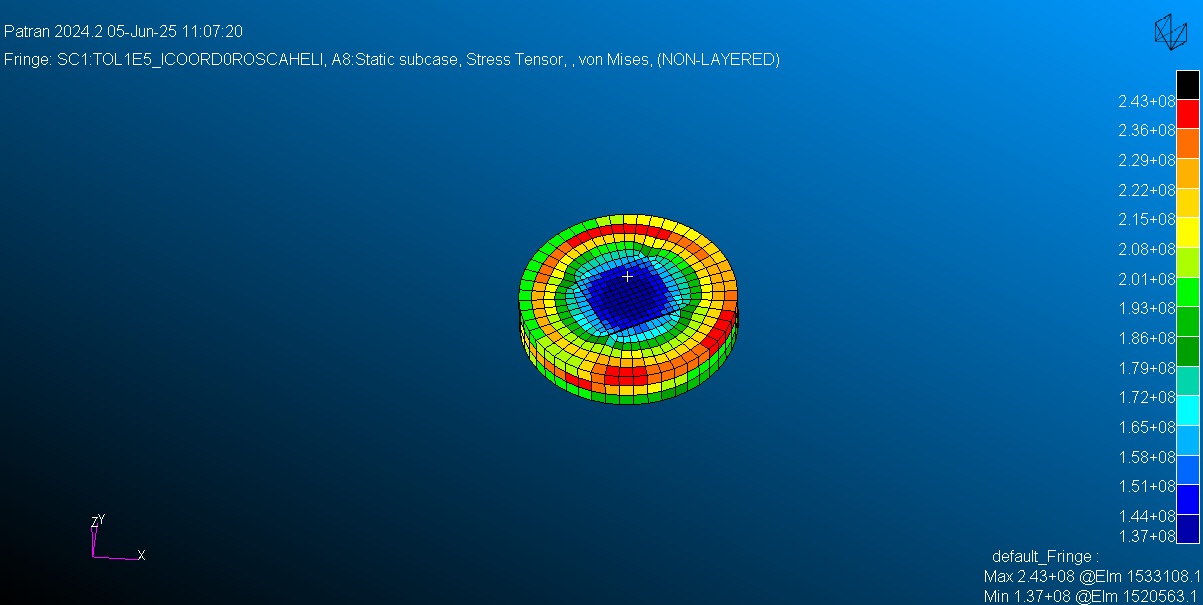 Patran 2024.2 05-Jun-25 11:07:20
Fringe: SC1:TOL1E5_ICOORD0ROSCAHELI, A8:Static subcase, Stress Tensor, , von Mises, (NON-LAYERED)
2.43+08
2.36+08
2.29+08
2.22+08
2.15+08
2.08+08
2.01+08
1.93+08
1.86+08
1.79+08
1.72+08
1.65+08
1.58+08
1.51+08
1.44+08
1.37+08
Z Y
X
default_Fringe :
Max 2.43+08 @Elm 1533108.1
Min 1.37+08 @Elm 1520563.1